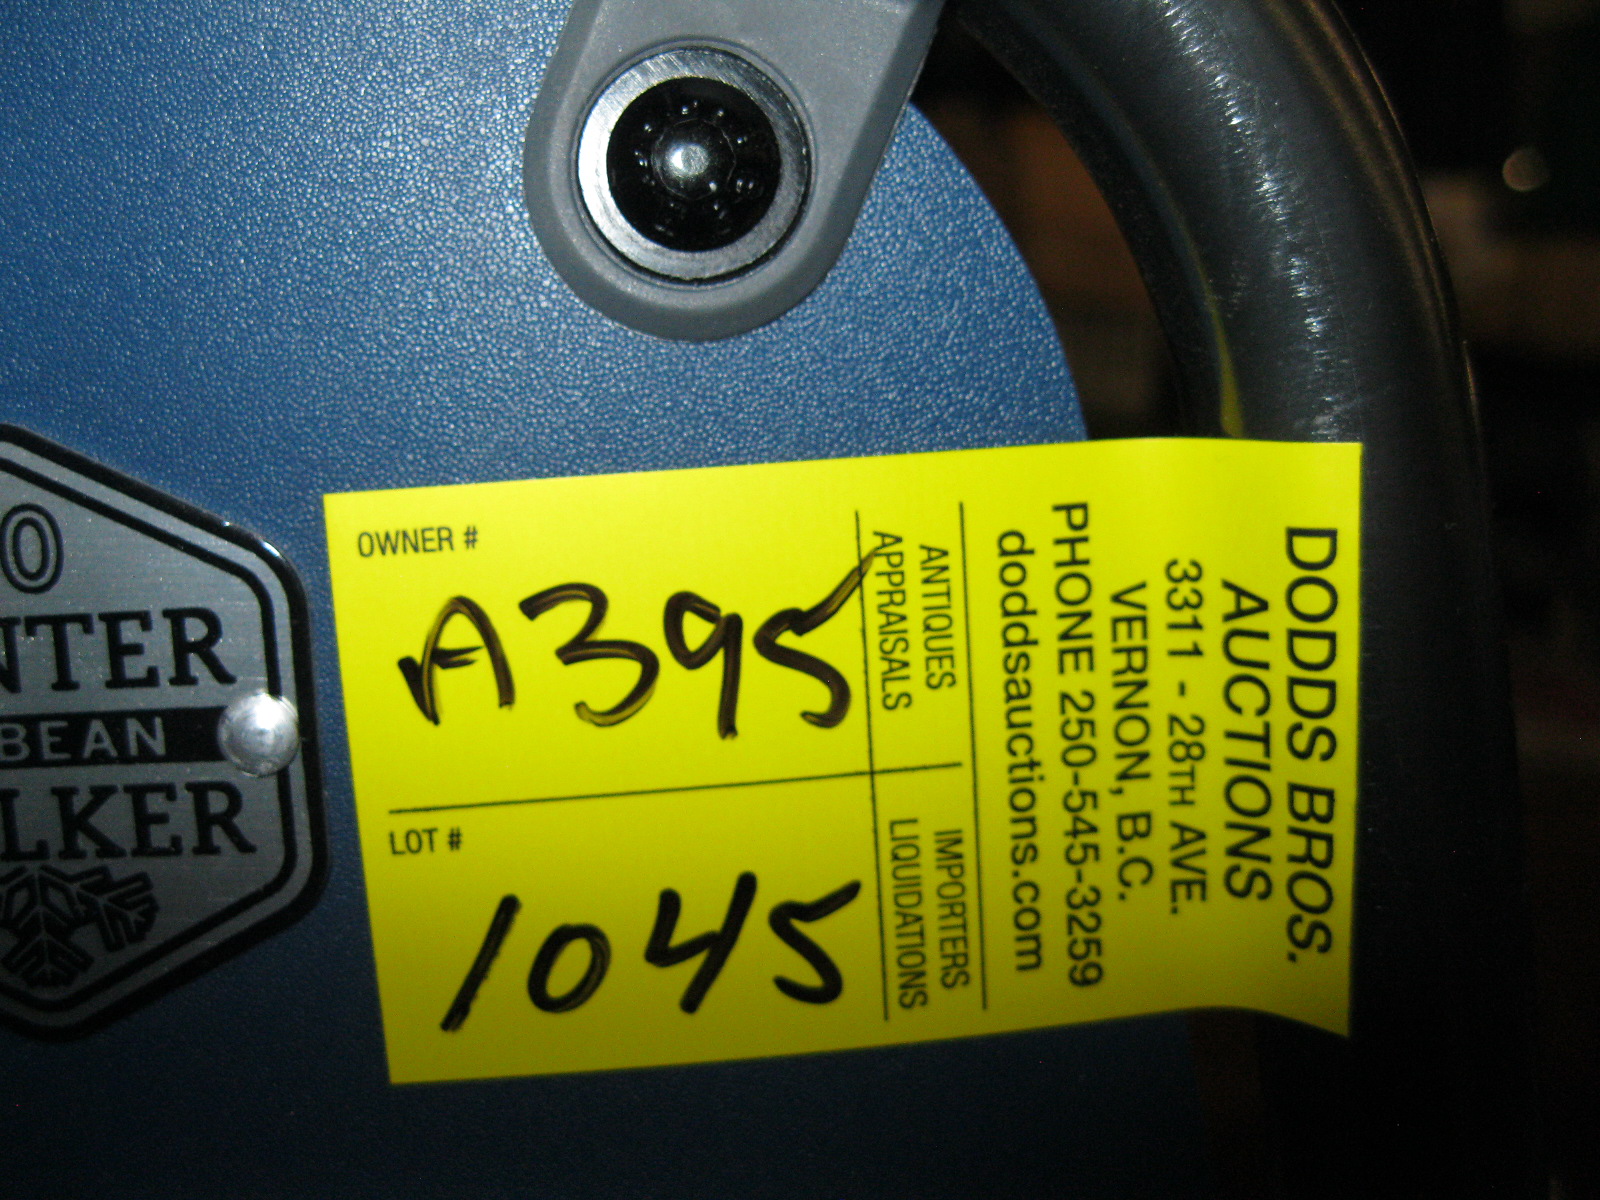 DODDS BROS.
AUCTIONS
3311 - 28TH AVE.
VERNON, B.C.
PHONE 250-545-3259
doddsauctions.com
ANTIQUES IMPORTERS
APPRAISALS LIQUIDATIONS
OWNER #
A395
LOT #
1045
BEAN